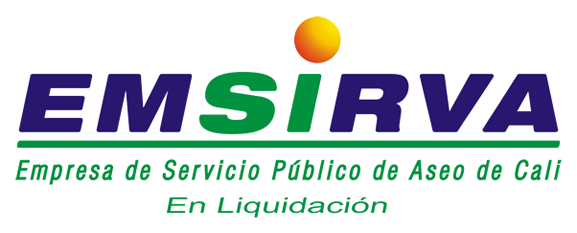 EMSiRVA
Empresa de Servicio Público de Aseo de Cali
En Liquidación